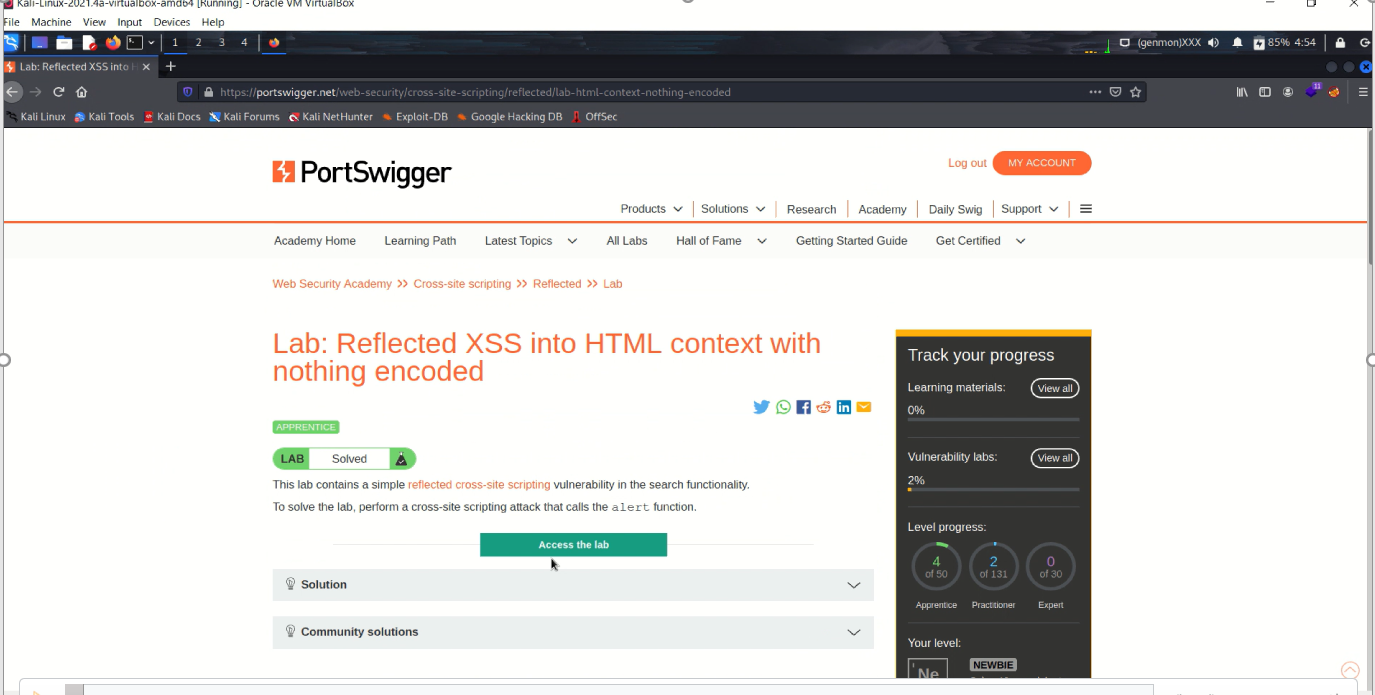 Kali-Linux-2021.4a-virtualbox-amd64 [Running] - Oracle VM VirtualBox
File Machine View Input Devices Help
1 2 3 4 (genmon)XXX 85% 4:54
Lab: Reflected XSS into H
https://portswigger.net/web-security/cross-site-scripting/reflected/lab-html-context-nothing-encoded 11
Kali Linux Kali Tools Kali Docs Kali Forums Kali NetHunter Exploit-DB Google Hacking DB OffSec
PortSwigger
Log out MY ACCOUNT
Products Solutions Research Academy Daily Swig Support
Academy Home Learning Path Latest Topics All Labs Hall of Fame Getting Started Guide Get Certified
Web Security Academy >> Cross-site scripting >> Reflected >> Lab
Lab: Reflected XSS into HTML context with
nothing encoded
APPRENTICE
LAB Solved
This lab contains a simple reflected cross-site scripting vulnerability in the search functionality.
To solve the lab, perform a cross-site scripting attack that calls the alert function.
Access the lab
Solution
Community solutions
Track your progress
Learning materials: View all
0%
Vulnerability labs: View all
2%
Level progress:
4 of 50 2 of 131 0 of 30
Apprentice Practitioner Expert
Your level:
1 Ne NEWBIE